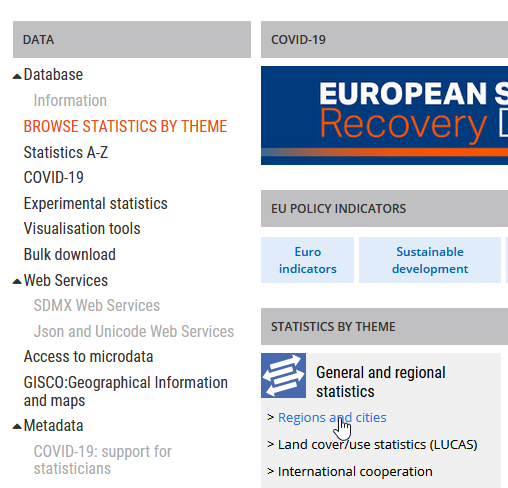 DATA
Database
Information
BROWSE STATISTICS BY THEME
Statistics A-Z
COVID-19
Experimental statistics
Visualisation tools
Bulk download
Web Services
SDMX Web Services
Json and Unicode Web Services
Access to microdata
GISCO:Geographical Information
and maps
Metadata
COVID-19: support for
statisticians
COVID-19
EUROPEAN S
Recovery D
EU POLICY INDICATORS
Euro
indicators
Sustainable
development
STATISTICS BY THEME
General and regional
statistics
> Regions and cities
> Land cover/use statistics (LUCAS)
> International cooperation